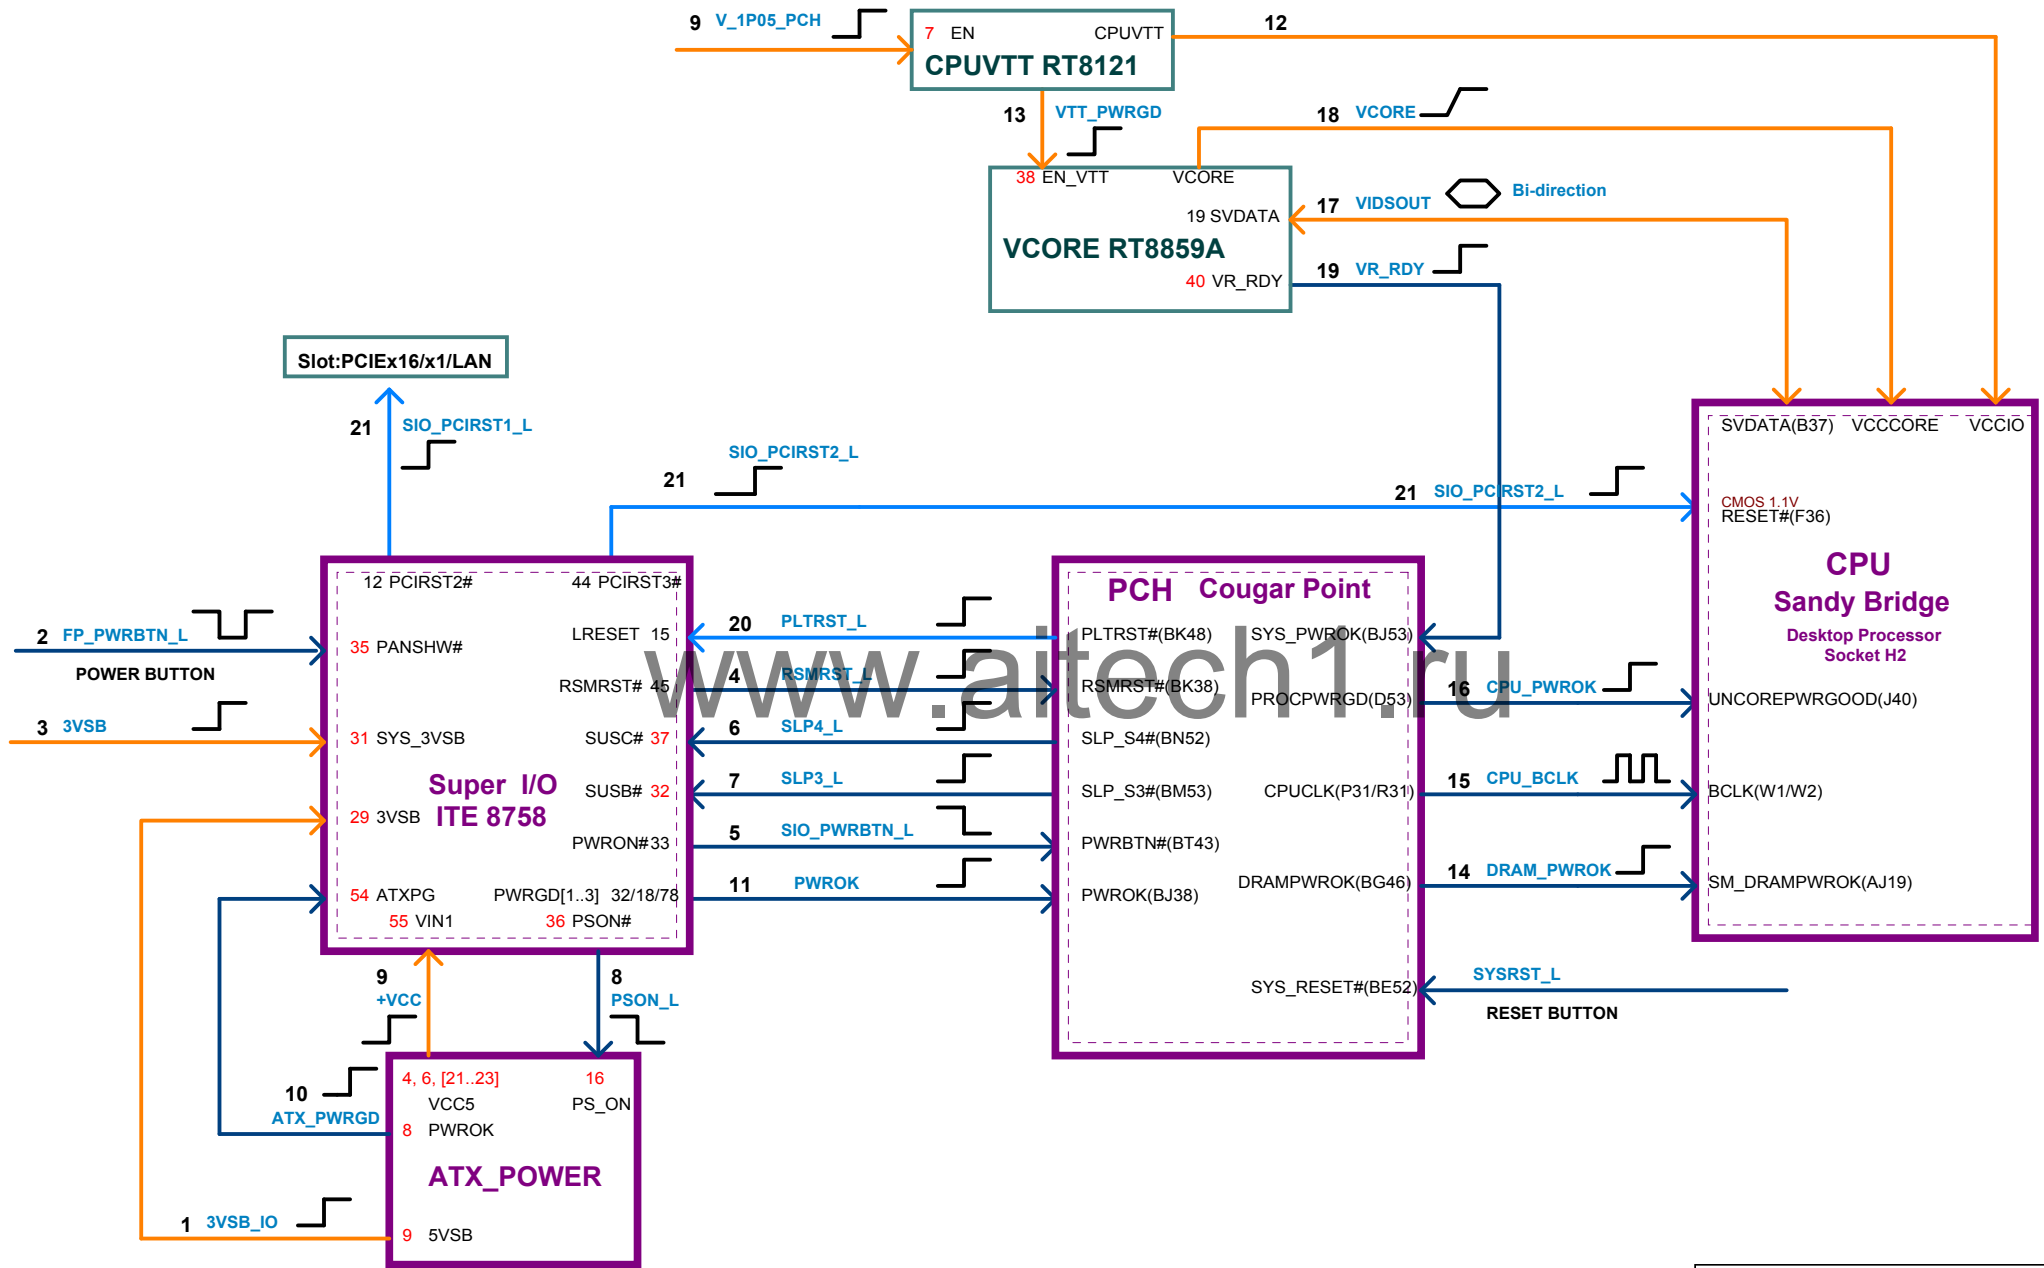 9 V_1P05_PCH
7 EN CPUVTT
CPUVTT RT8121
12
13 VTT_PWRGD
18 VCORE
38 EN_VTT VCORE
19 SVDATA
17 VIDSOUT Bi-direction
VCORE RT8859A
40 VR_RDY
19 VR_RDY
Slot:PCIEx16/x1/LAN
21 SIO_PCIRST1_L
21 SIO_PCIRST2_L
21 SIO_PCIRST2_L
SVDATA(B37) VCCCORE VCCIO
CMOS 1.1V
RESET#(F36)
CPU
Sandy Bridge
Desktop Processor
Socket H2
UNCOREPWRGOOD(J40)
BCLK(W1/W2)
SM_DRAMPWROK(AJ19)
12 PCIRST2# 44 PCIRST3#
2 FP_PWRBTN_L
POWER BUTTON
35 PANSHW#
LRESET 15
RSMRST# 45
3 3VSB
31 SYS_3VSB
SUSC# 37
Super I/O
ITE 8758
SUSB# 32
29 3VSB
PWRON#33
54 ATXPG
PWRGD[1..3] 32/18/78
55 VIN1
36 PSON#
20 PLTRST_L
4 RSMRST_L
6 SLP4_L
7 SLP3_L
5 SIO_PWRBTN_L
11 PWROK
PCH Cougar Point
PLTRST#(BK48) SYS_PWROK(BJ53)
RSMRST#(BK38)
PROCPWRGD(D53)
SLP_S4#(BN52)
SLP_S3#(BM53) CPUCLK(P31/R31)
PWRBTN#(BT43)
DRAMPWROK(BG46)
PWROK(BJ38)
SYS_RESET#(BE52)
16 CPU_PWROK
15 CPU_BCLK
14 DRAM_PWROK
SYSRST_L
RESET BUTTON
www.aitech1.ru
9
+VCC
8
PSON_L
10
ATX_PWRGD
4, 6, [21..23] 16
VCC5 PS_ON
8 PWROK
ATX_POWER
1 3VSB_IO
9 5VSB